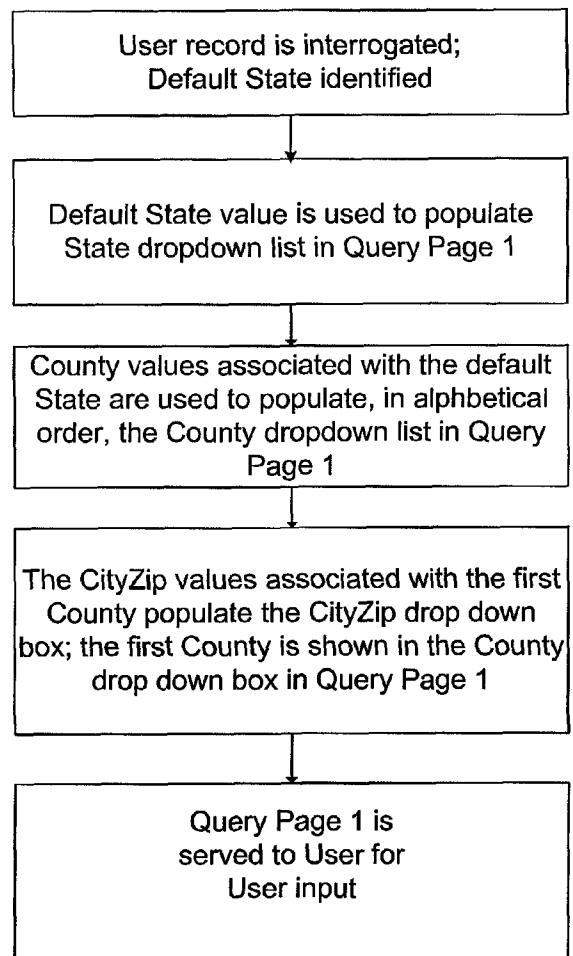 User record is interrogated;
Default State identified
Default State value is used to populate
State dropdown list in Query Page 1
County values associated with the default
State are used to populate, in alphbetical
order, the County dropdown list in Query
Page 1
The CityZip values associated with the first
County populate the CityZip drop down
box; the first County is shown in the County
drop down box in Query Page 1
Query Page 1 is
served to User for
User input